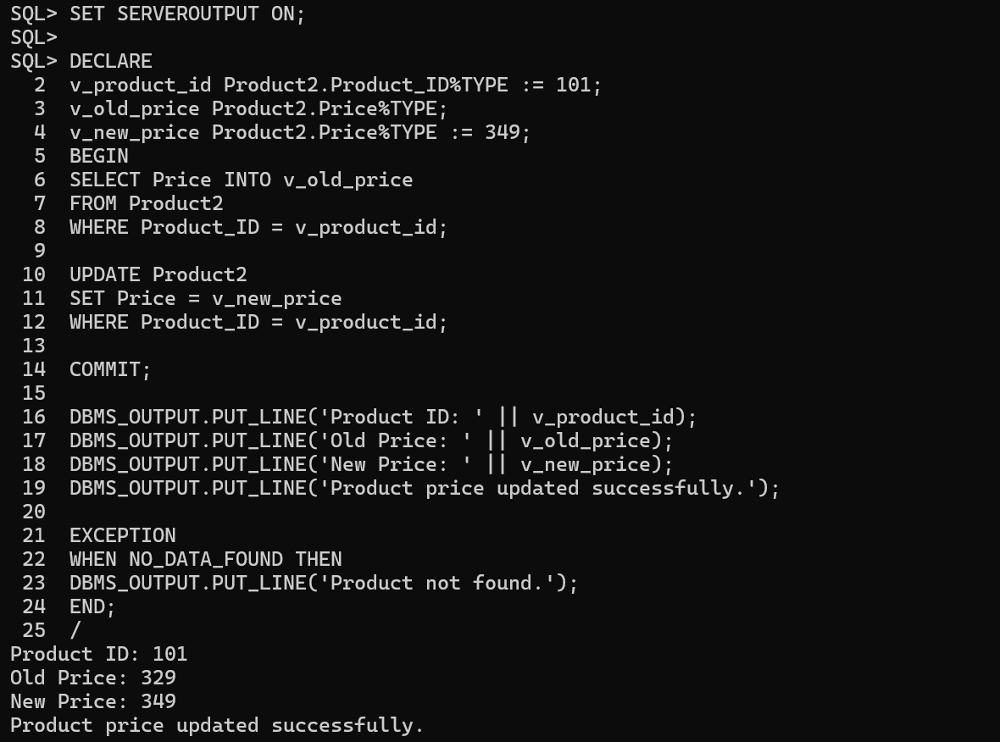 SQL> SET SERVEROUTPUT ON;
SQL>
SQL> DECLARE
  2  v_product_id Product2.Product_ID%TYPE := 101;
  3  v_old_price Product2.Price%TYPE;
  4  v_new_price Product2.Price%TYPE := 349;
  5  BEGIN
  6  SELECT Price INTO v_old_price
  7  FROM Product2
  8  WHERE Product_ID = v_product_id;
  9
 10  UPDATE Product2
 11  SET Price = v_new_price
 12  WHERE Product_ID = v_product_id;
 13
 14  COMMIT;
 15
 16  DBMS_OUTPUT.PUT_LINE('Product ID: ' || v_product_id);
 17  DBMS_OUTPUT.PUT_LINE('Old Price: ' || v_old_price);
 18  DBMS_OUTPUT.PUT_LINE('New Price: ' || v_new_price);
 19  DBMS_OUTPUT.PUT_LINE('Product price updated successfully.');
 20
 21  EXCEPTION
 22  WHEN NO_DATA_FOUND THEN
 23  DBMS_OUTPUT.PUT_LINE('Product not found.');
 24  END;
 25  /
Product ID: 101
Old Price: 329
New Price: 349
Product price updated successfully.